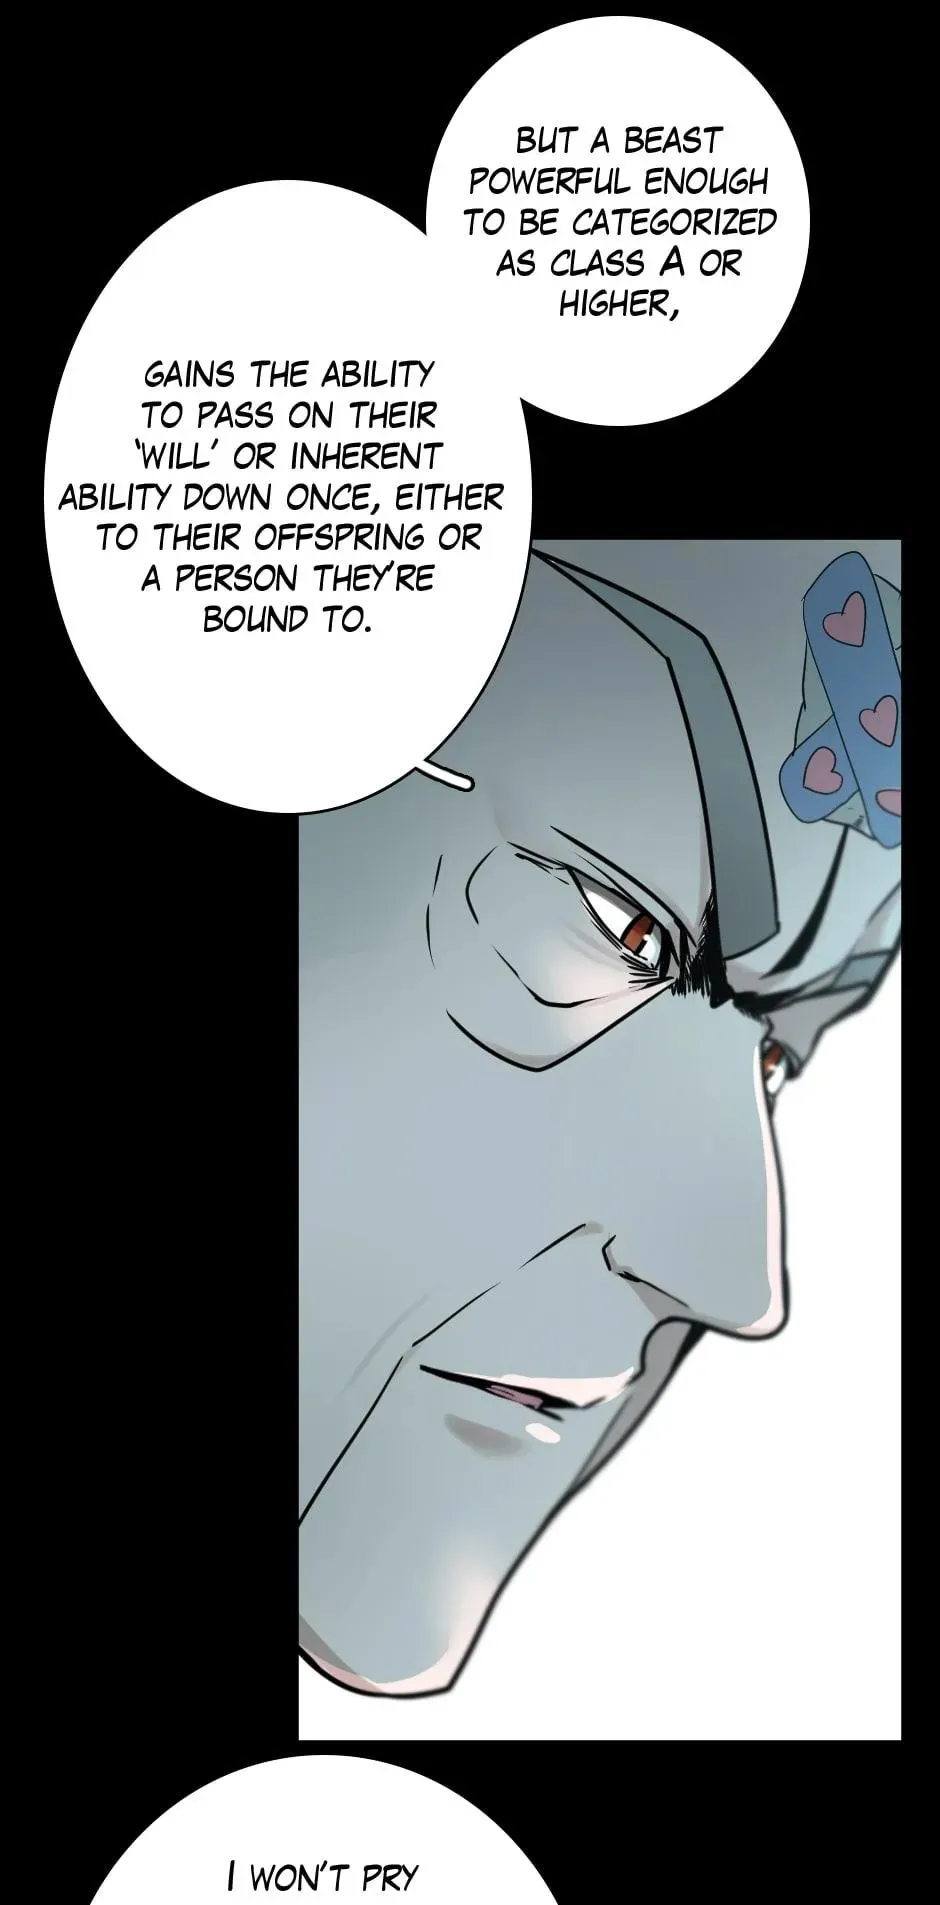 BUT A BEAST
POWERFUL ENOUGH
TO BE CATEGORIZED
AS CLASS A OR
HIGHER,
GAINS THE ABILITY
TO PASS ON THEIR
'WILL' OR INHERENT
ABILITY DOWN ONCE, EITHER
TO THEIR OFFSPRING OR
A PERSON THEY'RE
BOUND TO.
I WON'T PRY